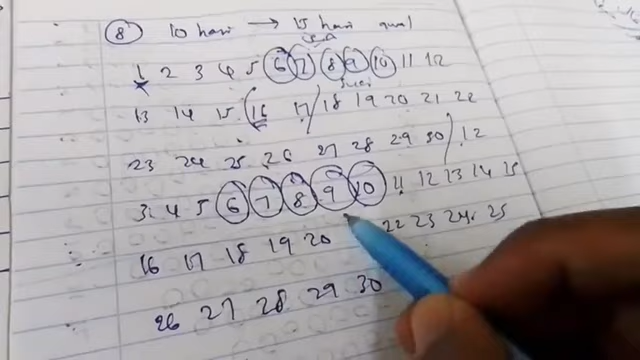 8 10 hari → 15 hari
1 2 3 4 5 6 7 8 9 10 11 12
suci
13 14 15 (16 17) 18 19 20 21 22
23 24 25 26 27 28 29 30) 1 2
3 4 5 6 7 8 9 10 11 12 13 14 15
16 17 18 19 20 22 23 24 25
26 27 28 29 30